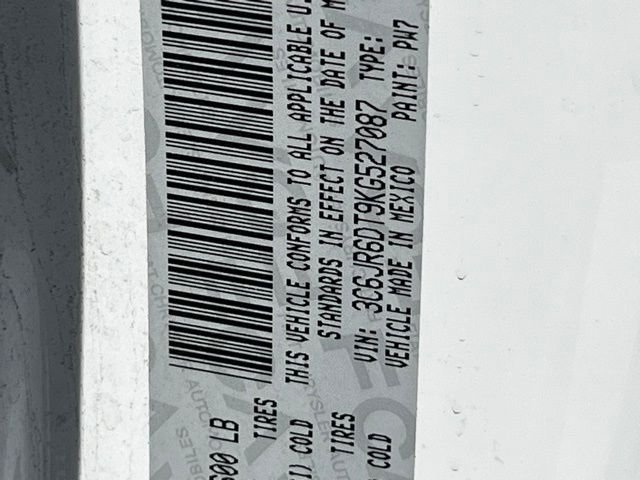 600 LB
TIRES
COLD
THIS VEHICLE CONFORMS TO ALL APPLICABLE U.
TIRES
STANDARDS IN EFFECT ON THE DATE OF M
VIN: 3C6JR6DT9KG527087 TYPE:
COLD
VEHICLE MADE IN MEXICO PAINT: PW7